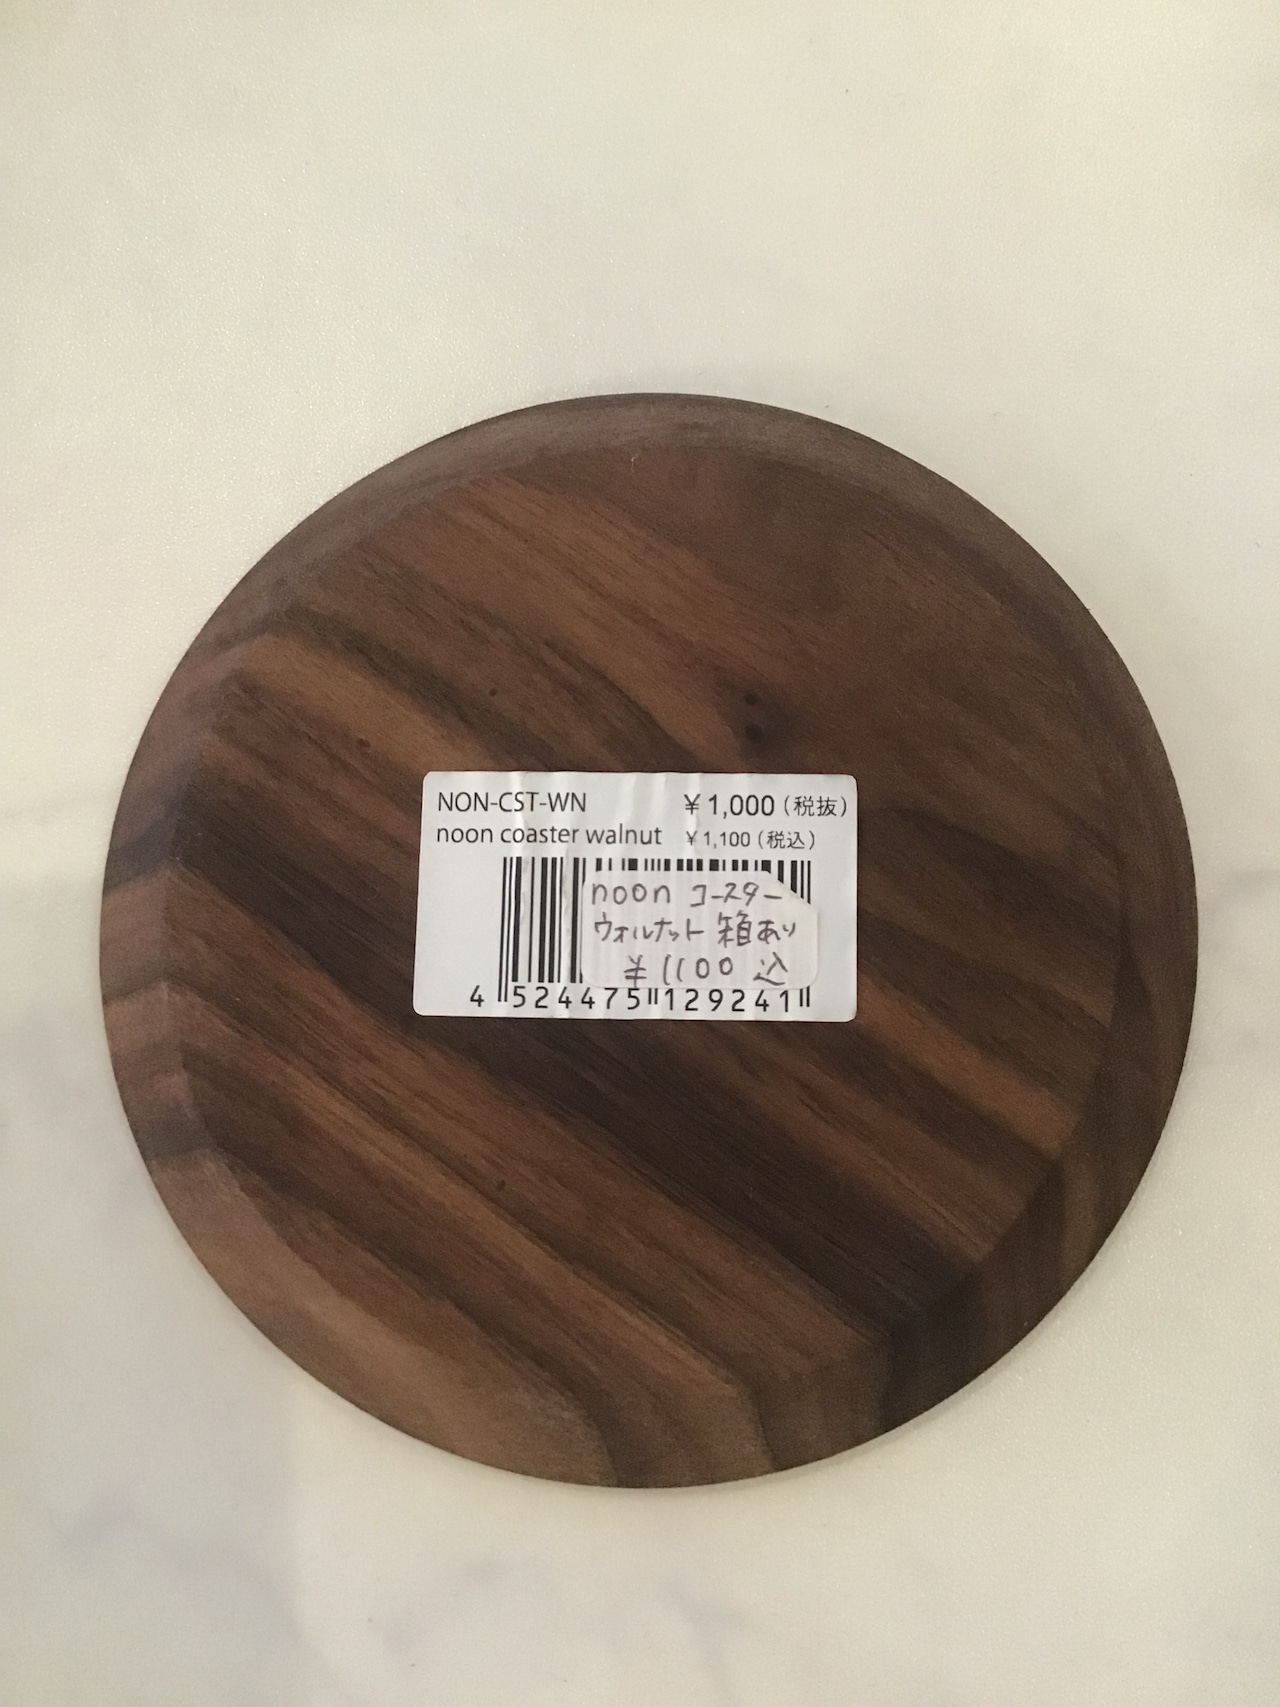 NON-CST-WN ¥1,000（税抜）
noon coaster walnut ¥1,100（税込）
noon コースター
ウォルナット 箱あり
¥1100 込
4 524475 129241